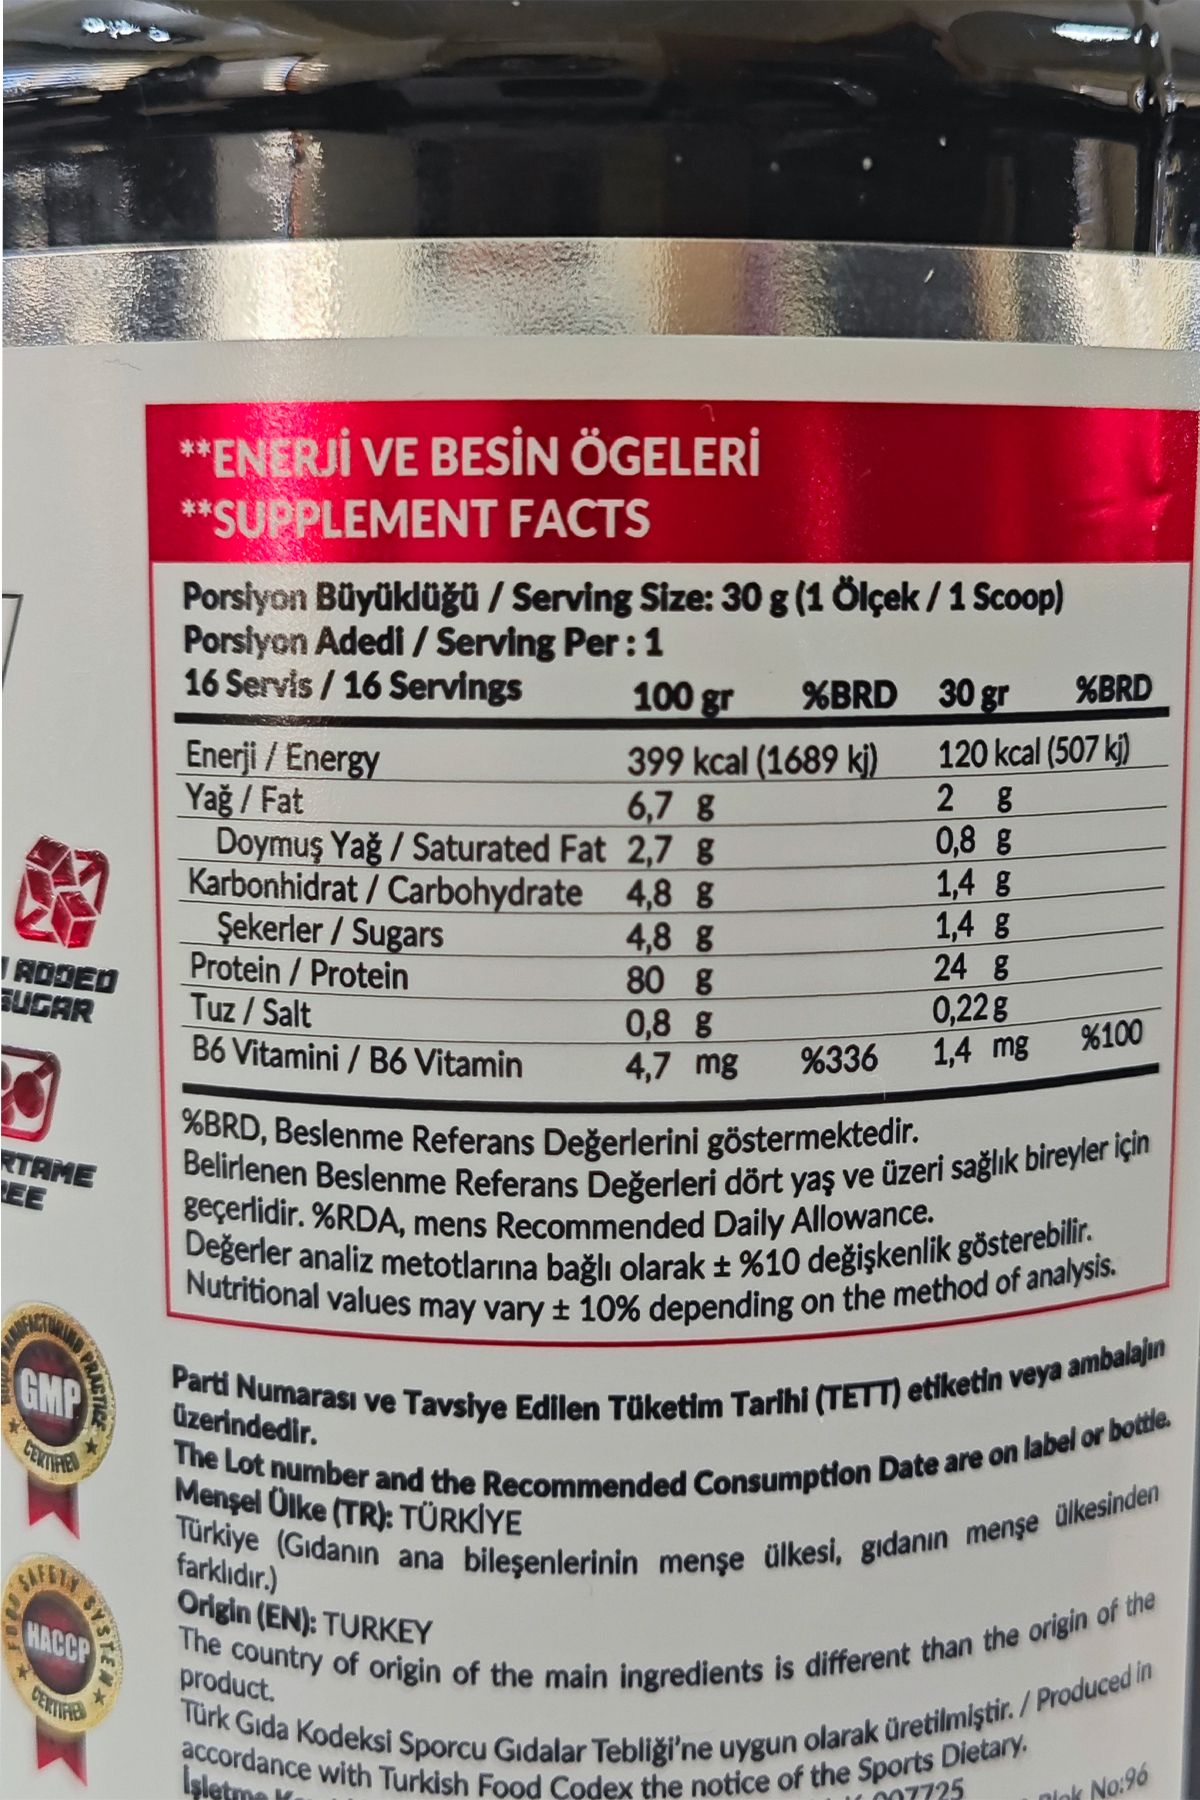 **ENERJİ VE BESİN ÖGELERİ
**SUPPLEMENT FACTS
Porsiyon Büyüklüğü / Serving Size: 30 g (1 Ölçek / 1 Scoop)
Porsiyon Adedi / Serving Per : 1
16 Servis / 16 Servings 100 gr %BRD 30 gr %BRD
Enerji / Energy 399 kcal (1689 kj) 120 kcal (507 kj)
Yağ / Fat 6,7 g 2 g
Doymuş Yağ / Saturated Fat 2,7 g 0,8 g
Karbonhidrat / Carbohydrate 4,8 g 1,4 g
Şekerler / Sugars 4,8 g 1,4 g
Protein / Protein 80 g 24 g
Tuz / Salt 0,8 g 0,22 g
B6 Vitamini / B6 Vitamin 4,7 mg %336 1,4 mg %100
%BRD, Beslenme Referans Değerlerini göstermektedir.
Belirlenen Beslenme Referans Değerleri dört yaş ve üzeri sağlık bireyler için
geçerlidir. %RDA, mens Recommended Daily Allowance.
Değerler analiz metotlarına bağlı olarak ± %10 değişkenlik gösterebilir.
Nutritional values may vary ± 10% depending on the method of analysis.
Parti Numarası ve Tavsiye Edilen Tüketim Tarihi (TETT) etiketin veya ambalajın
üzerindedir.
The Lot number and the Recommended Consumption Date are on label or bottle.
Menşei Ülke (TR): TÜRKİYE
Türkiye (Gıdanın ana bileşenlerinin menşe ülkesi, gıdanın menşe ülkesinden
farklıdır.)
Origin (EN): TURKEY
The country of origin of the main ingredients is different than the origin of the
product.
Türk Gıda Kodeksi Sporcu Gıdalar Tebliği'ne uygun olarak üretilmiştir. / Produced in
accordance with Turkish Food Codex the notice of the Sports Dietary.
İşletme
007725
No:96
ADDED
SUGAR
GMP
CERTIFIED
PRACTICE
FOOD SAFETY SYSTEM
HACCP
CERTIFIED